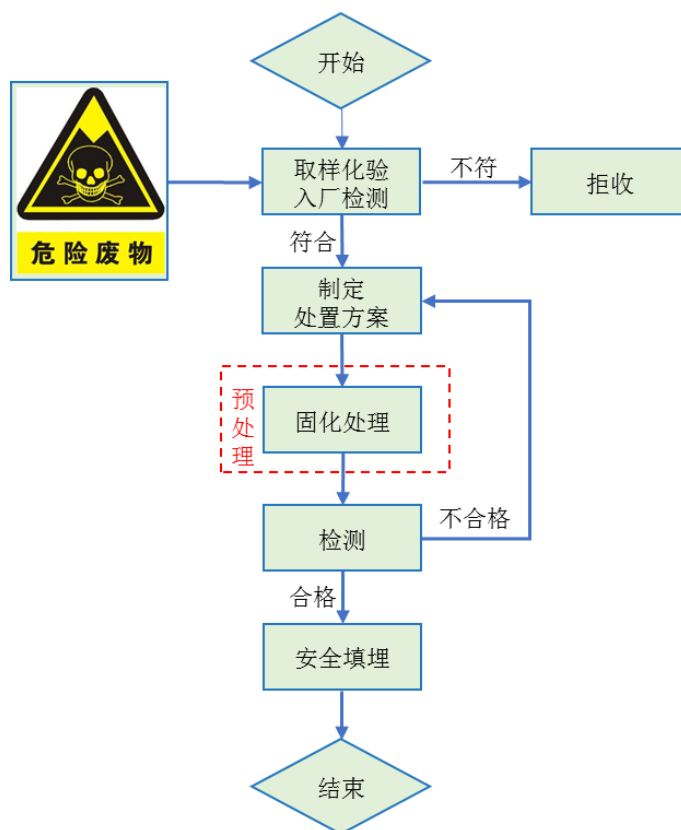 开始
危险废物
取样化验
入厂检测
不符
拒收
符合
制定
处置方案
预
处
理
固化处理
检测
不合格
合格
安全填埋
结束